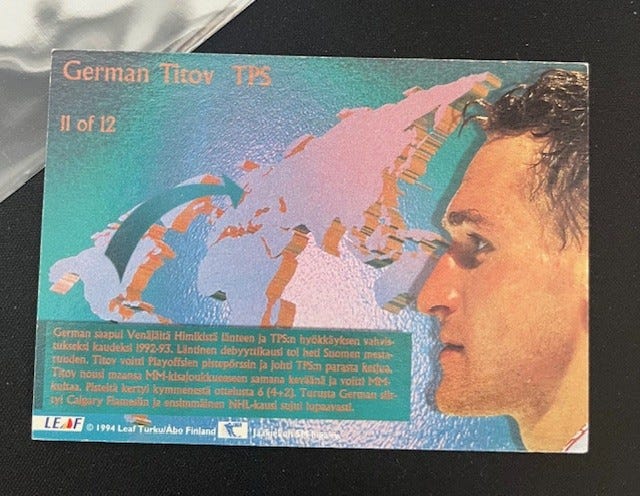 German Titov TPS
11 of 12
German saapui Venäjältä Himikistä länteen ja TPS:n hyökkäyksen vahvis-
tukseksi kaudeksi 1992-93. Läntinen debyyttikausi toi heti Suomen mesta-
ruuden. Titov voitti Playoffsien pistepörssin ja johti TPS:n parasta ketjua.
Titov nousi maansa MM-kisajoukkueeseen samana keväänä ja voitti MM-
kultaa. Pisteitä kertyi kymmenestä ottelusta 6 (4+2). Turusta German siir-
tyi Calgary Flamesiin ja ensimmäinen NHL-kausi sujui lupaavasti.
LEAF © 1994 Leaf Turku/Åbo Finland